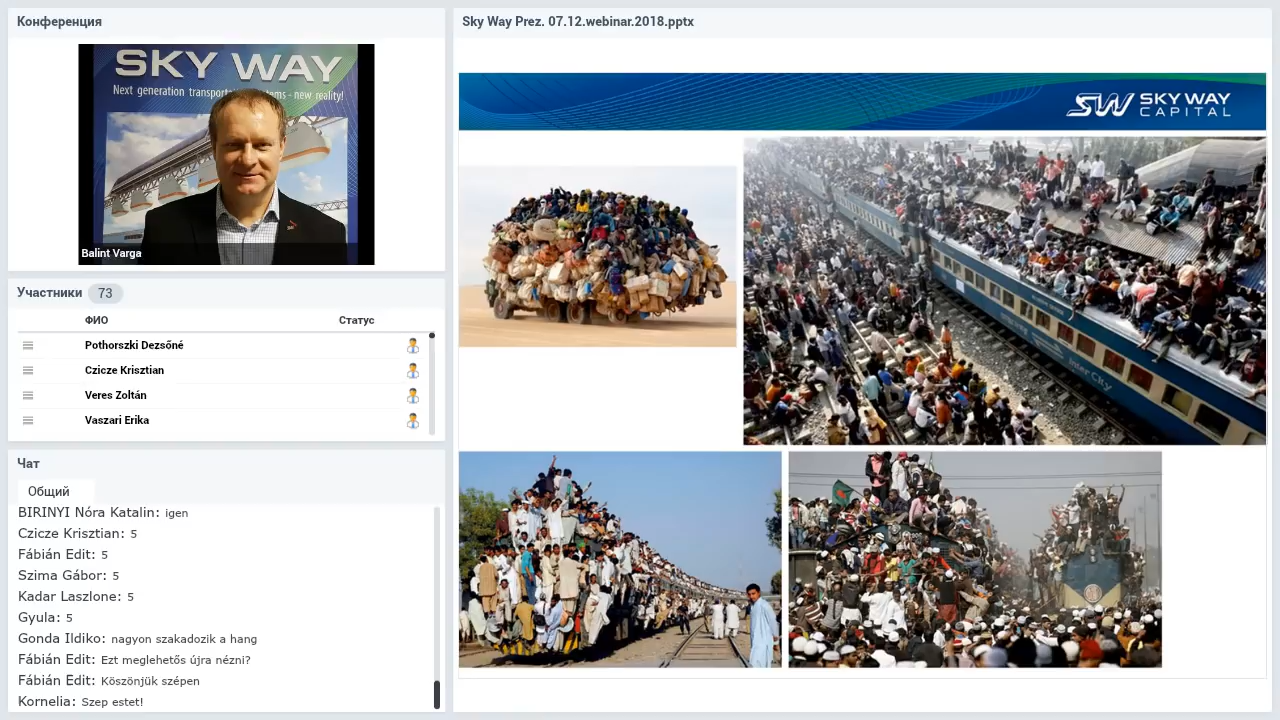 Конференция
SKY WAY
Next generation transportat ems - new reality!
Balint Varga
Участники 73
ФИО Статус
Pothorszki Dezsőné
Czicze Krisztian
Veres Zoltán
Vaszari Erika
Чат
Общий
BIRINYI Nóra Katalin: igen
Czicze Krisztian: 5
Fábián Edit: 5
Szima Gábor: 5
Kadar Laszlone: 5
Gyula: 5
Gonda Ildiko: nagyon szakadozik a hang
Fábián Edit: Ezt meglehetős újra nézni?
Fábián Edit: Köszönjük szépen
Kornelia: Szep estet!
Sky Way Prez. 07.12.webinar.2018.pptx
SW SKY WAY
CAPITAL
InterCity